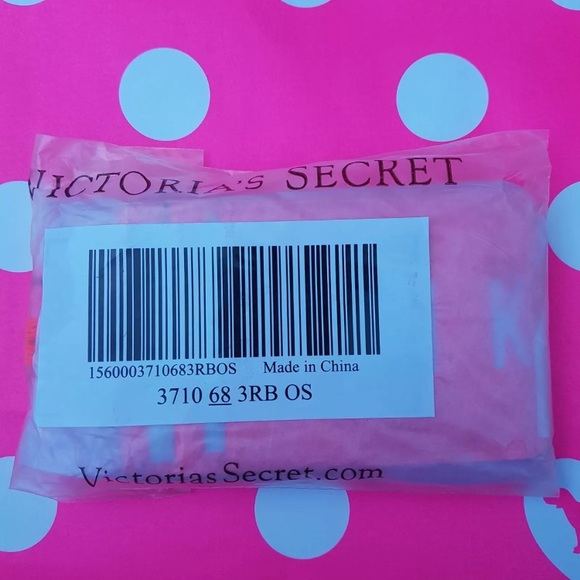 VICTORIA'S SECRET
1560003710683RBOS Made in China
3710 68 3RB OS
VictoriasSecret.com